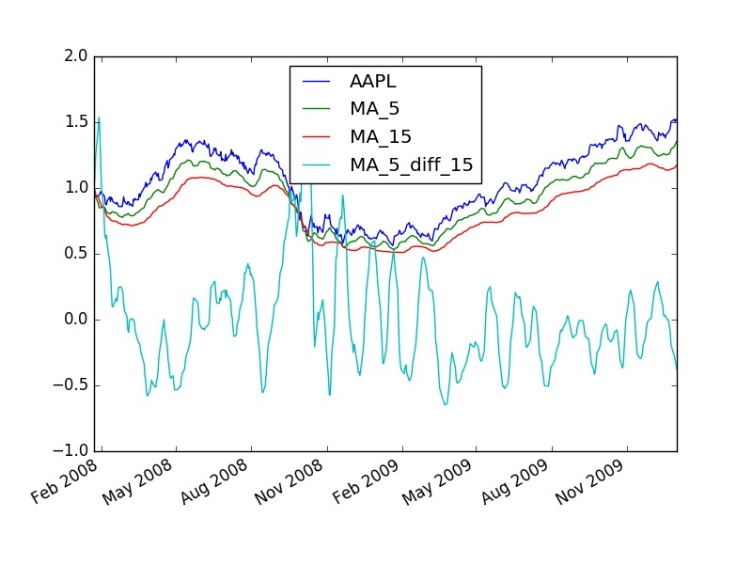 2.0
1.5
1.0
0.5
0.0
−0.5
−1.0
AAPL
MA_5
MA_15
MA_5_diff_15
Feb 2008
May 2008
Aug 2008
Nov 2008
Feb 2009
May 2009
Aug 2009
Nov 2009